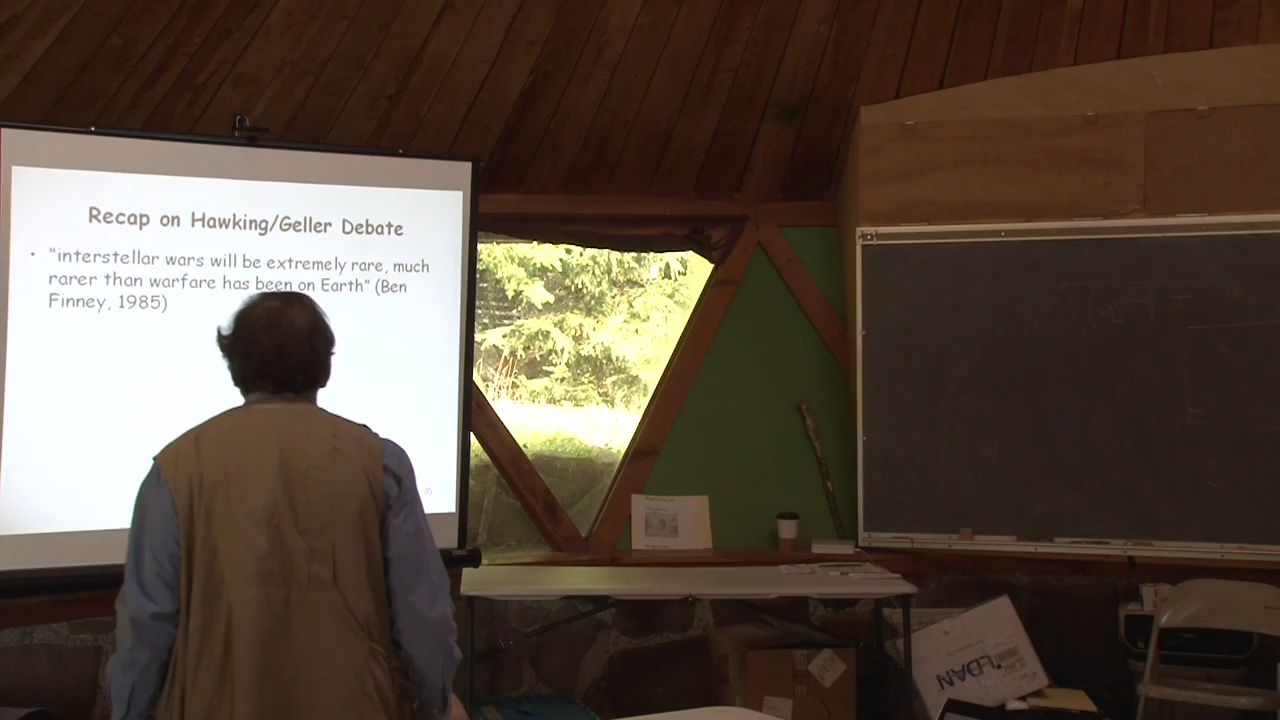 Recap on Hawking/Geller Debate
• "interstellar wars will be extremely rare, much
rarer than warfare has been on Earth" (Ben
Finney, 1985)
ULDAN